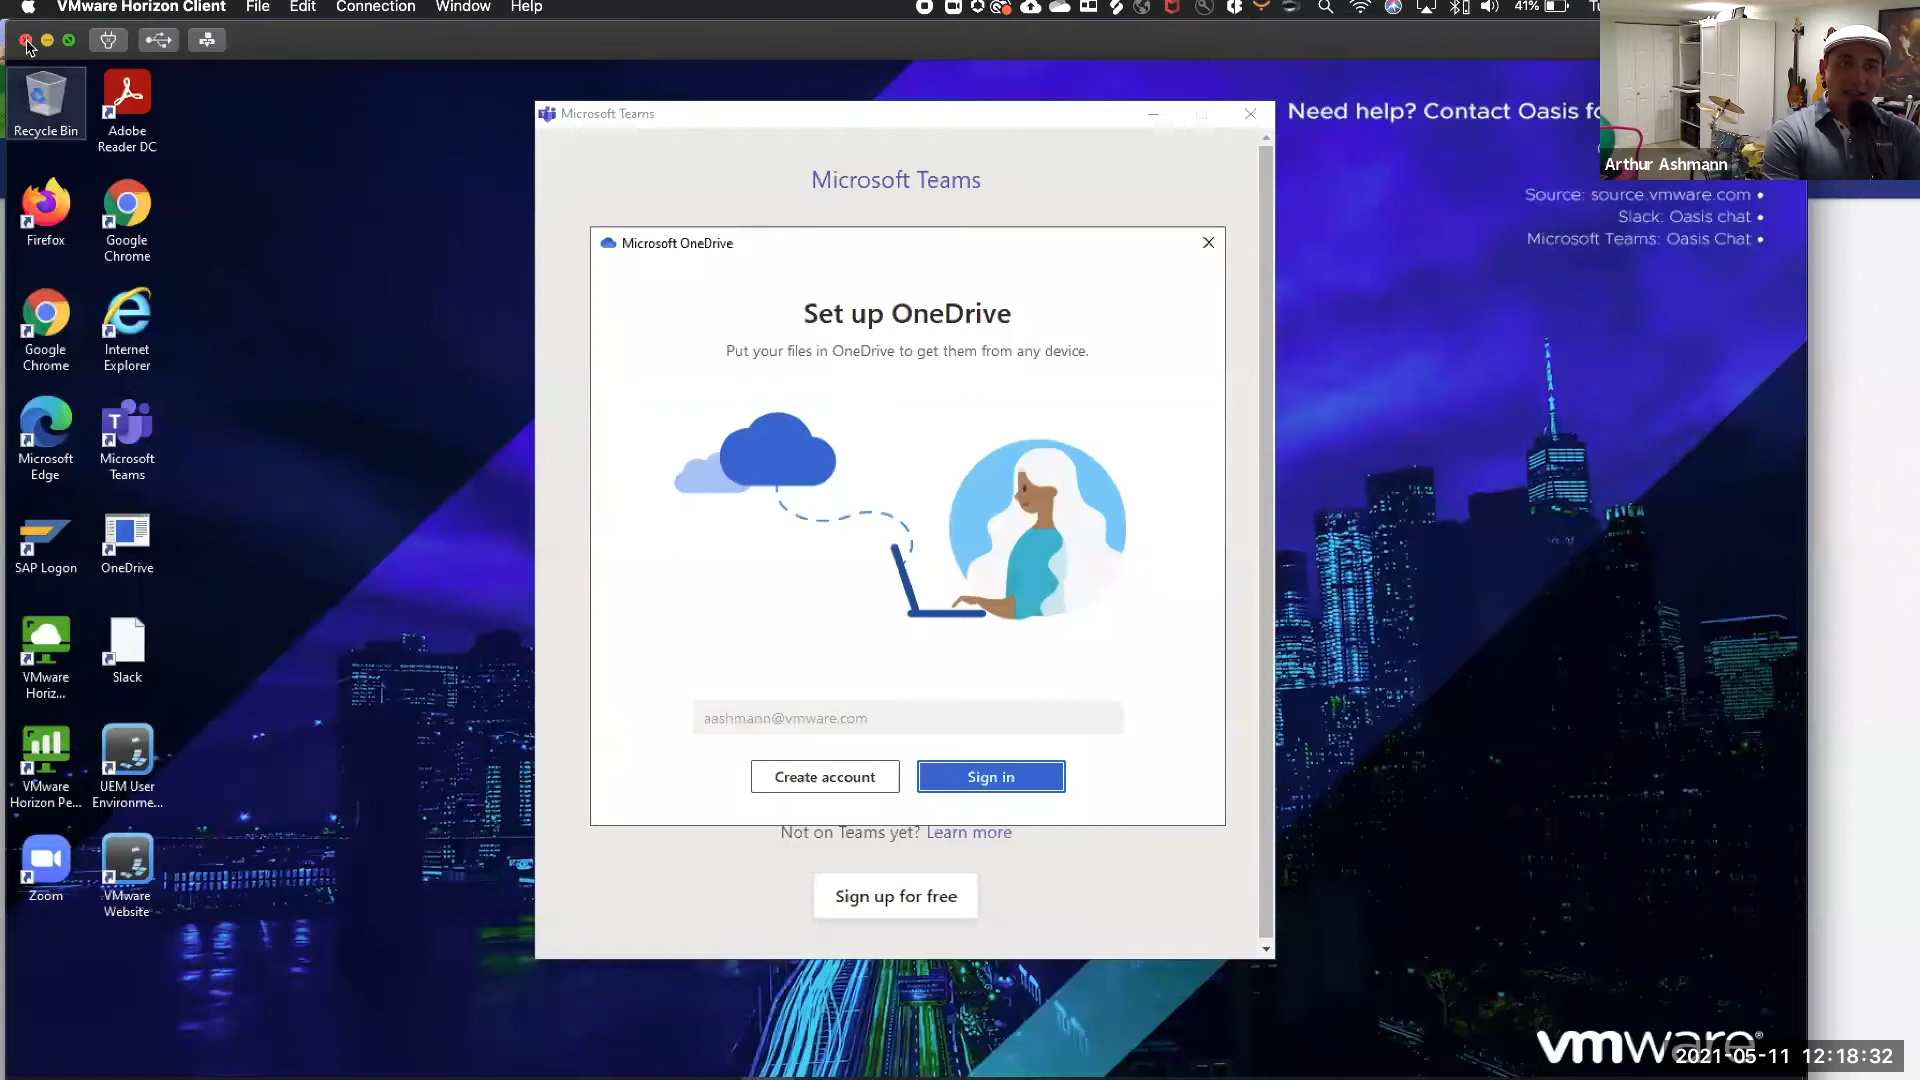 VMware Horizon Client File Edit Connection Window Help
41%
Microsoft Teams
Need help? Contact Oasis fo
Arthur Ashmann
Source: source.vmware.com •
Slack: Oasis chat •
Microsoft Teams: Oasis Chat •
Microsoft Teams
Microsoft OneDrive
Set up OneDrive
Put your files in OneDrive to get them from any device.
aashmann@vmware.com
Create account
Sign in
Not on Teams yet? Learn more
Sign up for free
Recycle Bin
Adobe
Reader DC
Firefox
Google
Chrome
Google
Chrome
Internet
Explorer
Microsoft
Edge
Microsoft
Teams
SAP Logon
OneDrive
VMware
Horiz...
Slack
VMware
Horizon Pe...
UEM User
Environme...
Zoom
VMware
Website
vmware®
2021-05-11 12:18:32